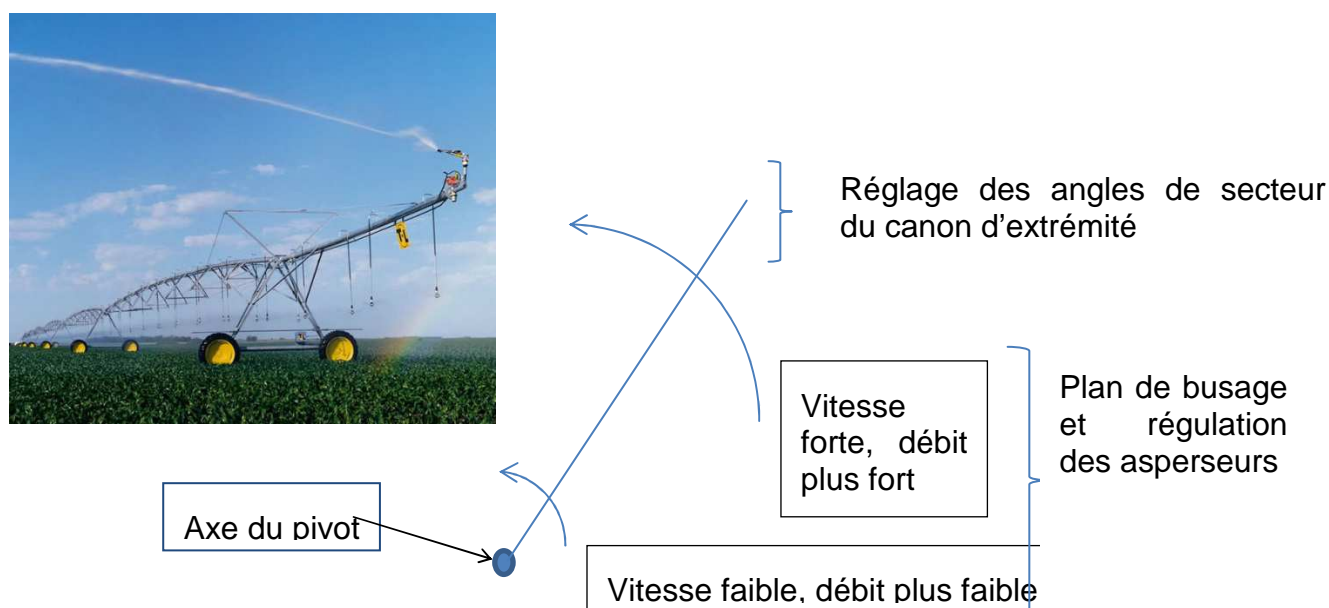 Réglage des angles de secteur
du canon d'extrémité
Vitesse
forte, débit
plus fort
Plan de busage
et régulation
des asperseurs
Axe du pivot
Vitesse faible, débit plus faible